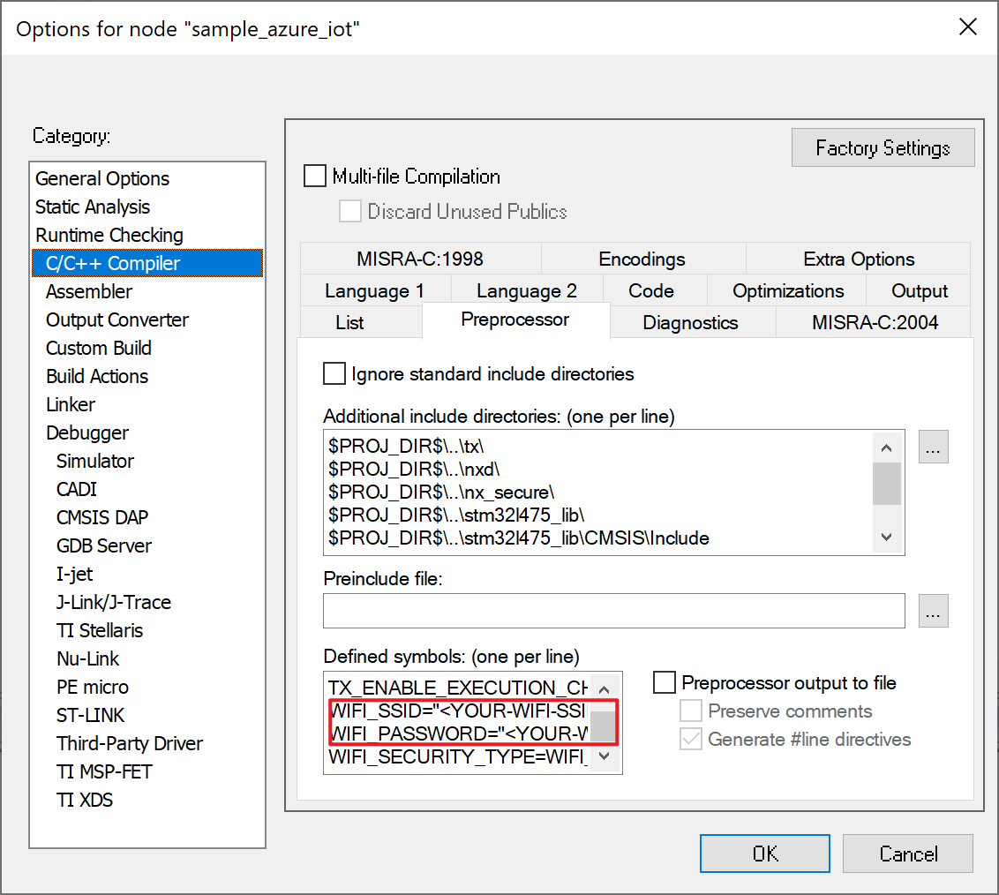 Options for node "sample_azure_iot"
Category:
General Options
Static Analysis
Runtime Checking
C/C++ Compiler
Assembler
Output Converter
Custom Build
Build Actions
Linker
Debugger
Simulator
CADI
CMSIS DAP
GDB Server
I-jet
J-Link/J-Trace
TI Stellaris
Nu-Link
PE micro
ST-LINK
Third-Party Driver
TI MSP-FET
TI XDS
Factory Settings
Multi-file Compilation
Discard Unused Publics
MISRA-C:1998 Encodings Extra Options
Language 1 Language 2 Code Optimizations Output
List Preprocessor Diagnostics MISRA-C:2004
Ignore standard include directories
Additional include directories: (one per line)
$PROJ_DIR$\..\tx\
$PROJ_DIR$\..\nxd\
$PROJ_DIR$\..\nx_secure\
$PROJ_DIR$\..\stm32l475_lib\
$PROJ_DIR$\..\stm32l475_lib\CMSIS\Include
...
Preinclude file:
...
Defined symbols: (one per line)
TX_ENABLE_EXECUTION_CH
WIFI_SSID="<YOUR-WIFI-SSI
WIFI_PASSWORD="<YOUR-W
WIFI_SECURITY_TYPE=WIFI_
Preprocessor output to file
Preserve comments
Generate #line directives
OK Cancel